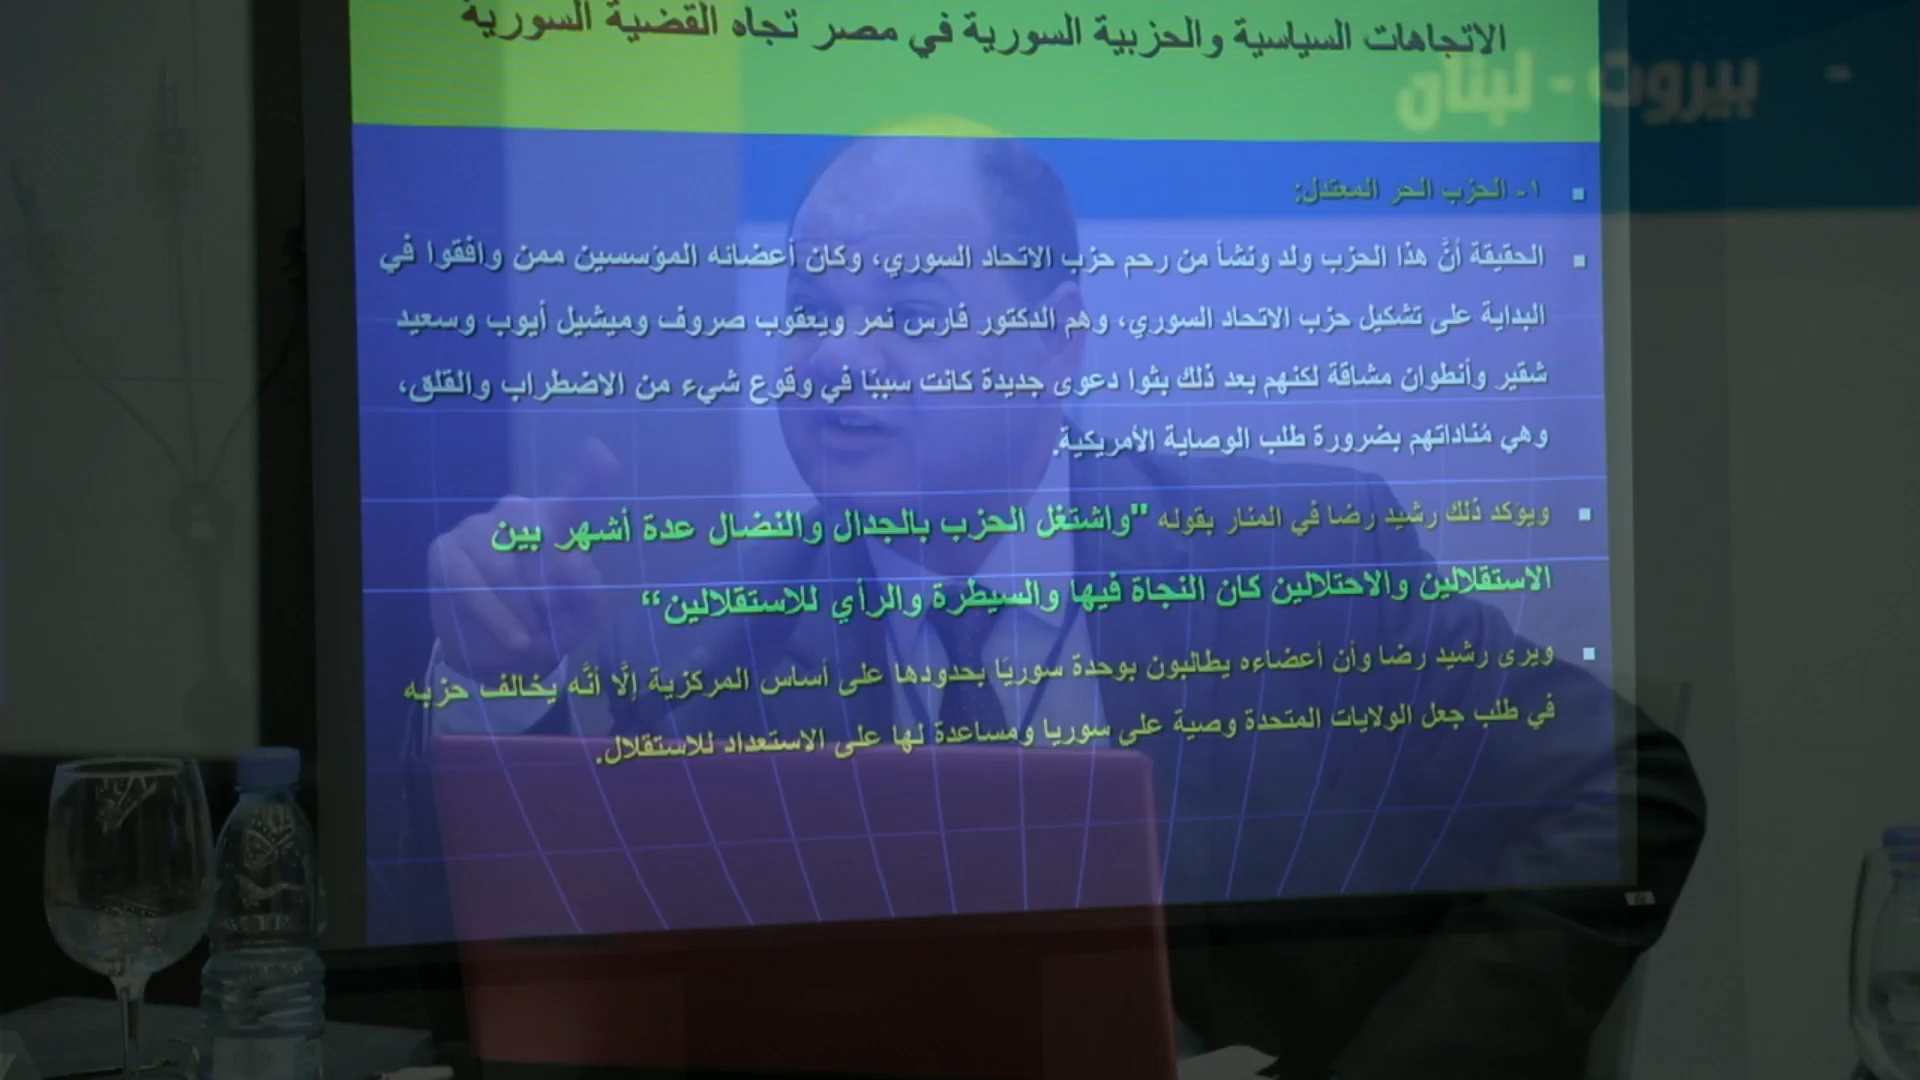 الاتجاهات السياسية والحزبية السورية في مصر تجاه القضية السورية
بيروت - لبنان -
١- الحزب الحر المعتدل:
الحقيقة أنَّ هذا الحزب ولد ونشأ من رحم حزب الاتحاد السوري، وكان أعضائه المؤسسين ممن وافقوا في
البداية على تشكيل حزب الاتحاد السوري، وهم الدكتور فارس نمر ويعقوب صروف وميشيل أيوب وسعيد
شقير وأنطوان مشاقة لكنهم بعد ذلك بثوا دعوى جديدة كانت سببًا في وقوع شيء من الاضطراب والقلق،
وهي مُناداتهم بضرورة طلب الوصاية الأمريكية.
ويؤكد ذلك رشيد رضا في المنار بقوله "واشتغل الحزب بالجدال والنضال عدة أشهر بين
الاستقلالين والاحتلالين كان النجاة فيها والسيطرة والرأي للاستقلالين“
ويرى رشيد رضا وأن أعضاءه يطالبون بوحدة سوريَا بحدودها على أساس المركزية إلَّا أنَّه يخالف حزبه
في طلب جعل الولايات المتحدة وصية على سوريا ومساعدة لها على الاستعداد للاستقلال.